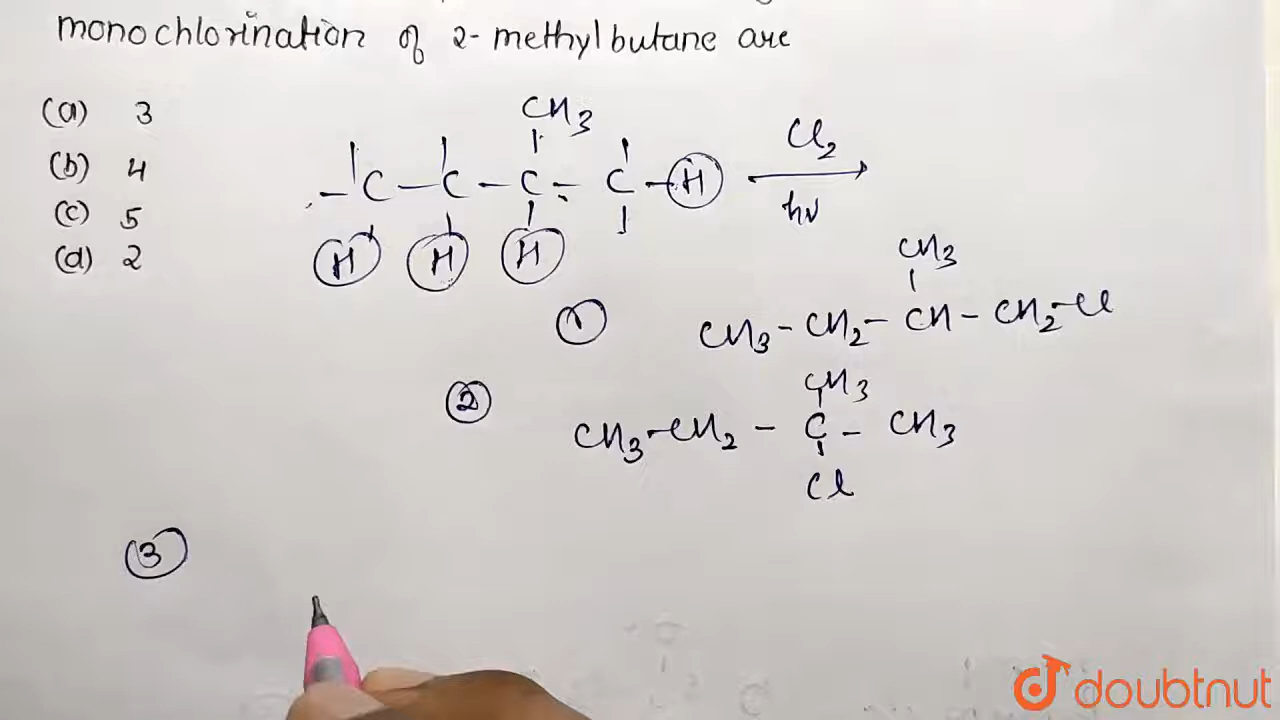 monochlorination of 2-methylbutane are
(a) 3
(b) 4
(c) 5
(d) 2
CH3
- C - C - C - C - H
H H H
Cl2
hν
①
CH3
CH3 - CH2 - CH - CH2 - Cl
②
CH3
CH3 - CH2 - C - CH3
Cl
③
doubtnut